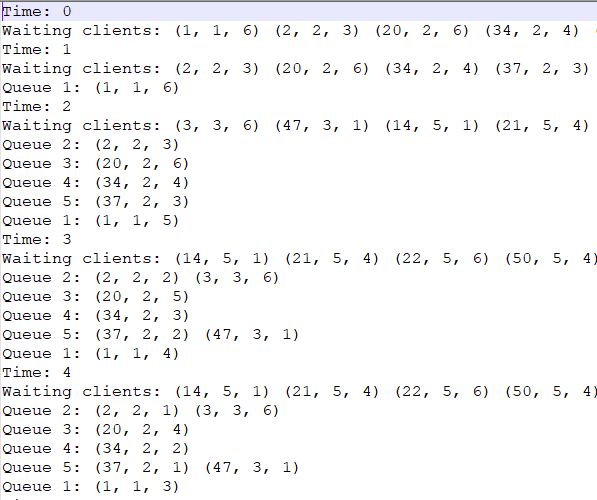 Time: 0
Waiting clients: (1, 1, 6) (2, 2, 3) (20, 2, 6) (34, 2, 4)
Time: 1
Waiting clients: (2, 2, 3) (20, 2, 6) (34, 2, 4) (37, 2, 3)
Queue 1: (1, 1, 6)
Time: 2
Waiting clients: (3, 3, 6) (47, 3, 1) (14, 5, 1) (21, 5, 4)
Queue 2: (2, 2, 3)
Queue 3: (20, 2, 6)
Queue 4: (34, 2, 4)
Queue 5: (37, 2, 3)
Queue 1: (1, 1, 5)
Time: 3
Waiting clients: (14, 5, 1) (21, 5, 4) (22, 5, 6) (50, 5, 4)
Queue 2: (2, 2, 2) (3, 3, 6)
Queue 3: (20, 2, 5)
Queue 4: (34, 2, 3)
Queue 5: (37, 2, 2) (47, 3, 1)
Queue 1: (1, 1, 4)
Time: 4
Waiting clients: (14, 5, 1) (21, 5, 4) (22, 5, 6) (50, 5, 4)
Queue 2: (2, 2, 1) (3, 3, 6)
Queue 3: (20, 2, 4)
Queue 4: (34, 2, 2)
Queue 5: (37, 2, 1) (47, 3, 1)
Queue 1: (1, 1, 3)